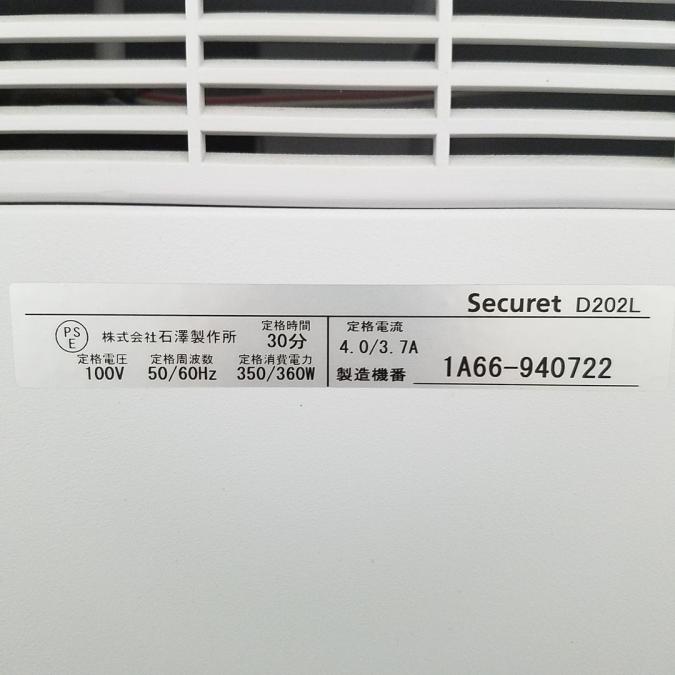 Securet D202L
PS
E
株式会社石澤製作所
定格時間
30分
定格電圧
100V
定格周波数
50/60Hz
定格消費電力
350/360W
定格電流
4.0/3.7A
製造機番 1A66-940722